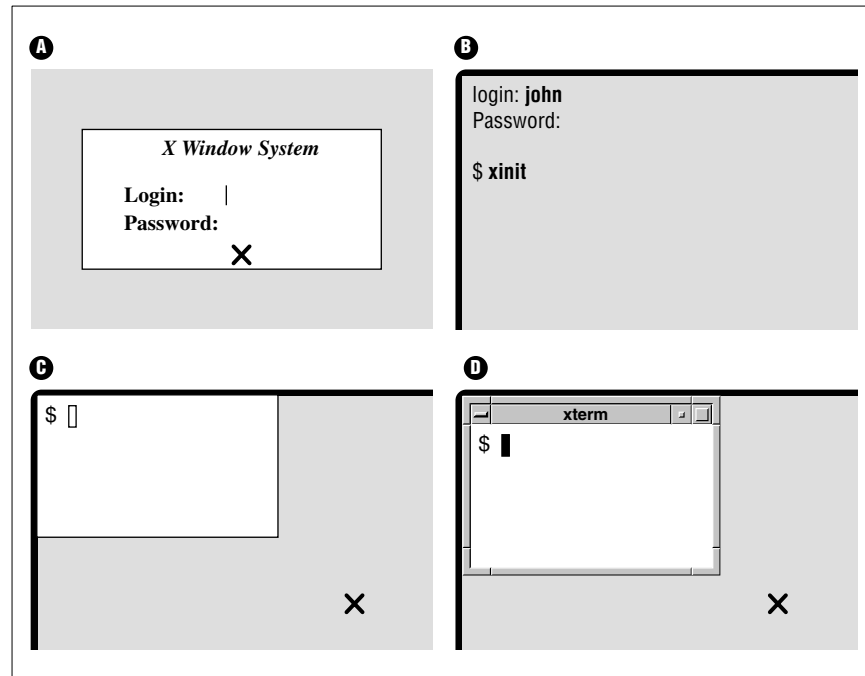 A
X Window System
Login:
Password:
B
login: john
Password:
$ xinit
C
$
D
xterm
$